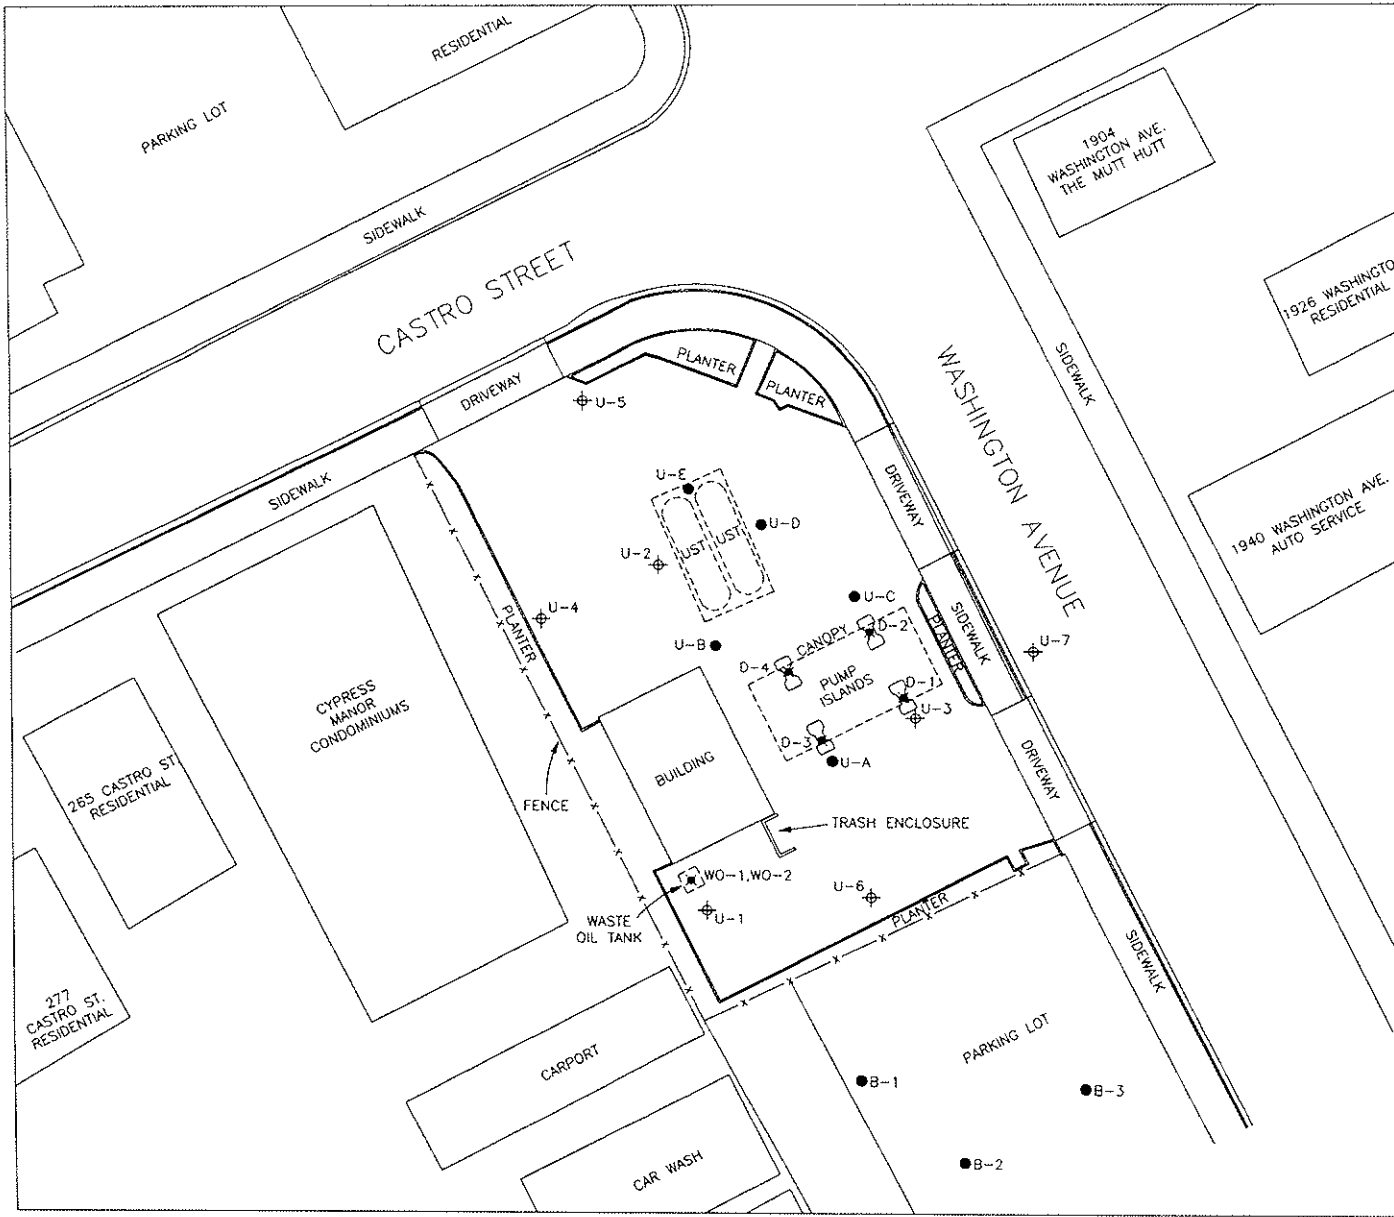 RESIDENTIAL
PARKING LOT
1904
WASHINGTON AVE.
THE MUTT HUTT
SIDEWALK
CASTRO STREET
1926 WASHINGTO
RESIDENTIAL
WASHINGTON AVENUE
SIDEWALK
PLANTER
PLANTER
DRIVEWAY
U-5
SIDEWALK
DRIVEWAY
U-E
U-D
UST
UST
U-2
1940 WASHINGTON AVE.
AUTO SERVICE
U-4
U-C
PLANTER
CANOPY
D-2
SIDEWALK
PLANTER
U-B
U-7
D-4
PUMP
ISLANDS
D-1
U-3
CYPRESS
MANOR
CONDOMINIUMS
D-3
U-A
BUILDING
DRIVEWAY
265 CASTRO ST.
RESIDENTIAL
FENCE
TRASH ENCLOSURE
WO-1,WO-2
U-6
PLANTER
U-1
WASTE
OIL TANK
SIDEWALK
277
CASTRO ST.
RESIDENTIAL
CARPORT
PARKING LOT
B-1
B-3
CAR WASH
B-2